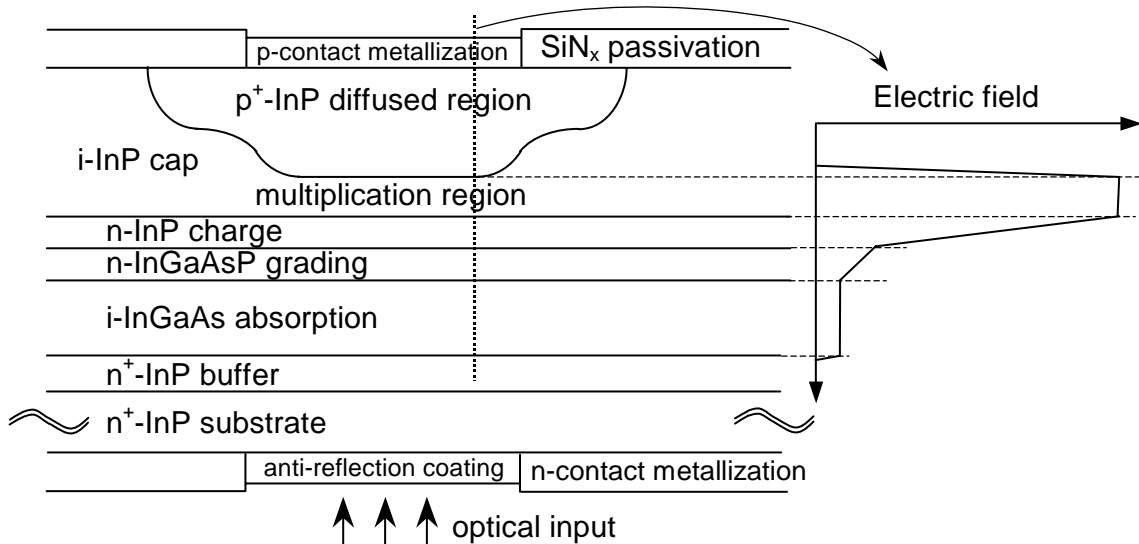 p-contact metallization
SiNx passivation
p+-InP diffused region
Electric field
i-InP cap
multiplication region
n-InP charge
n-InGaAsP grading
i-InGaAs absorption
n+-InP buffer
n+-InP substrate
anti-reflection coating
n-contact metallization
optical input